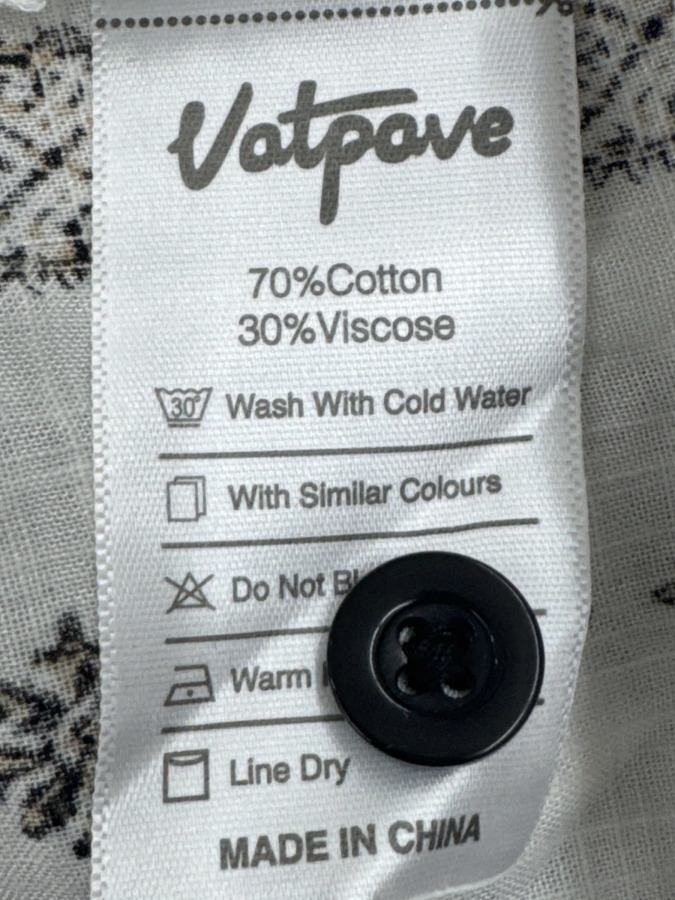 Vatpave
70%Cotton
30%Viscose
30° Wash With Cold Water
With Similar Colours
Do Not
Warm
Line Dry
MADE IN CHINA